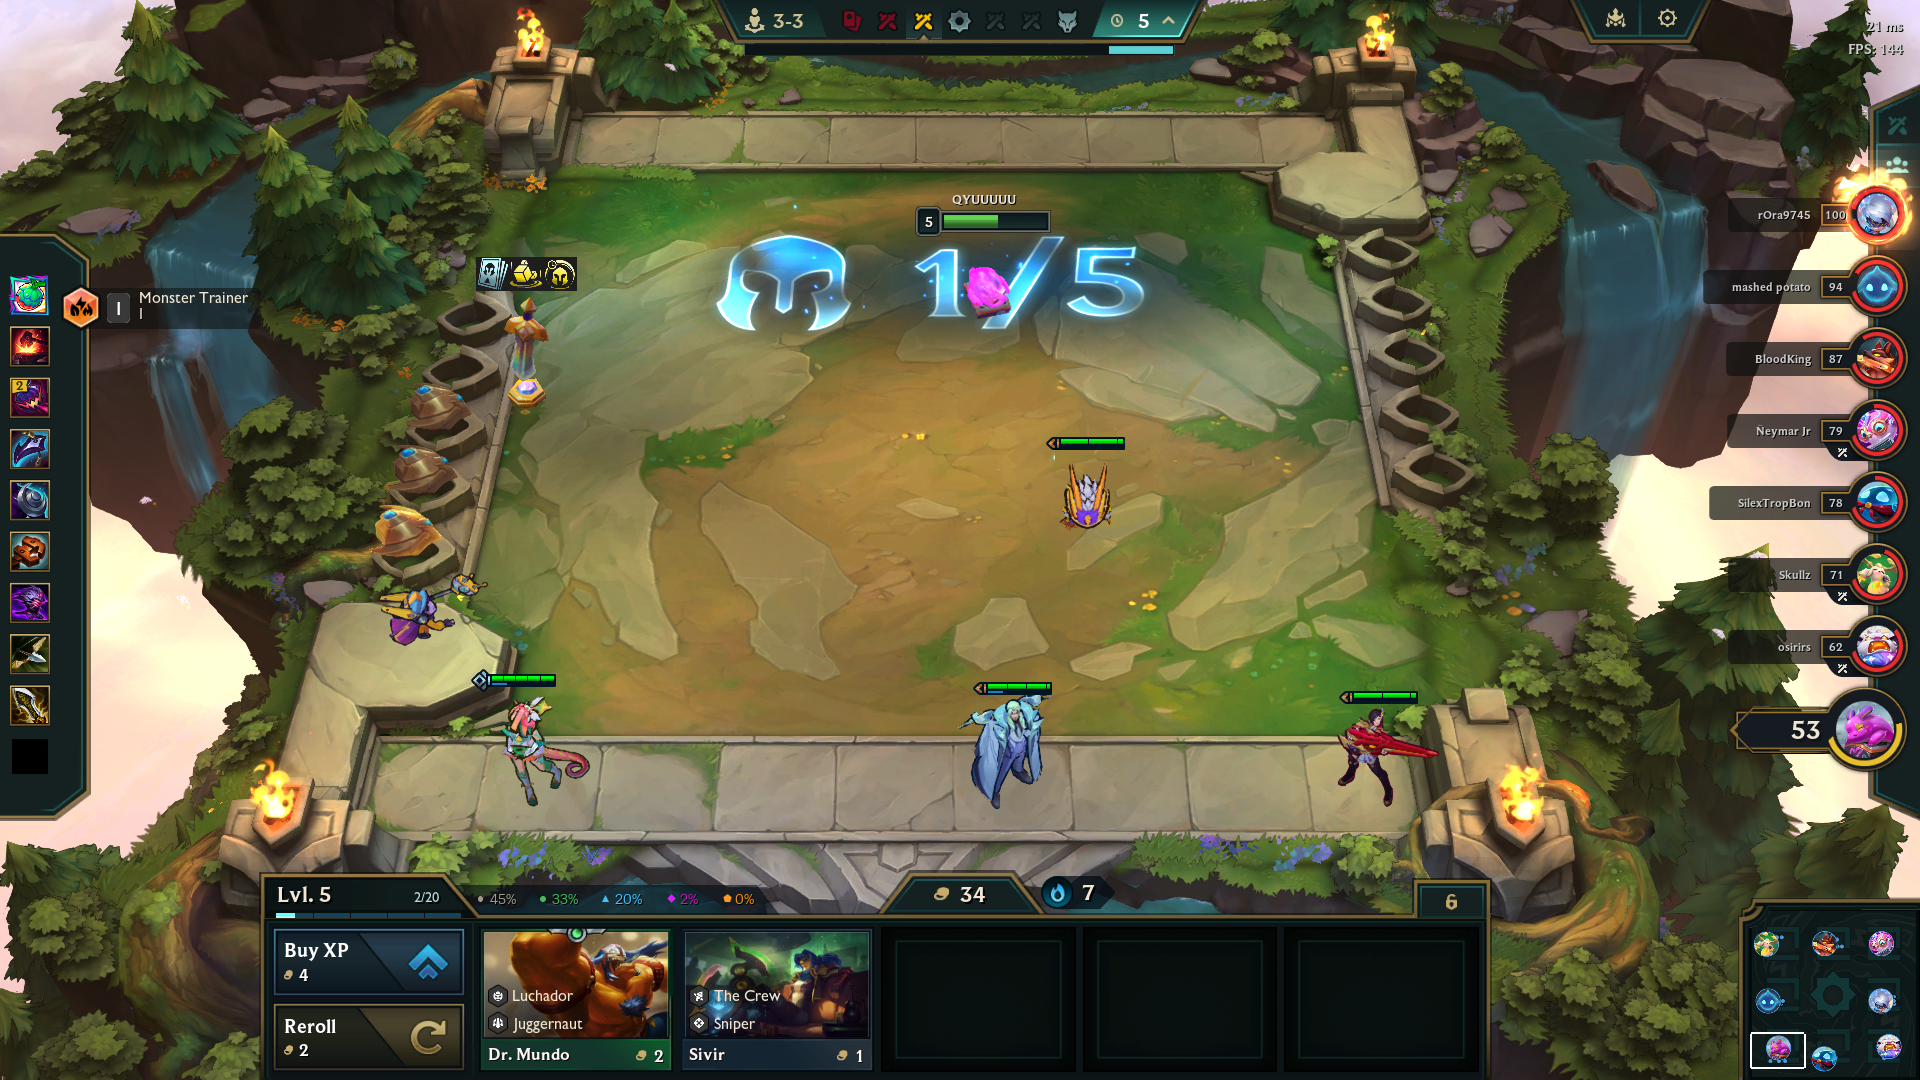 3-3
5
21 ms
FPS: 144
QYUUUUU
5
1/5
Monster Trainer
1
1
2
rOra9745 100
mashed potato 94
BloodKing 87
Neymar Jr 79
SilexTropBon 78
Skullz 71
osirirs 62
53
Lvl. 5 2/20
45% 33% 20% 2% 0%
34
7
6
Buy XP
4
Reroll
2
Luchador
Juggernaut
Dr. Mundo 2
The Crew
Sniper
Sivir 1